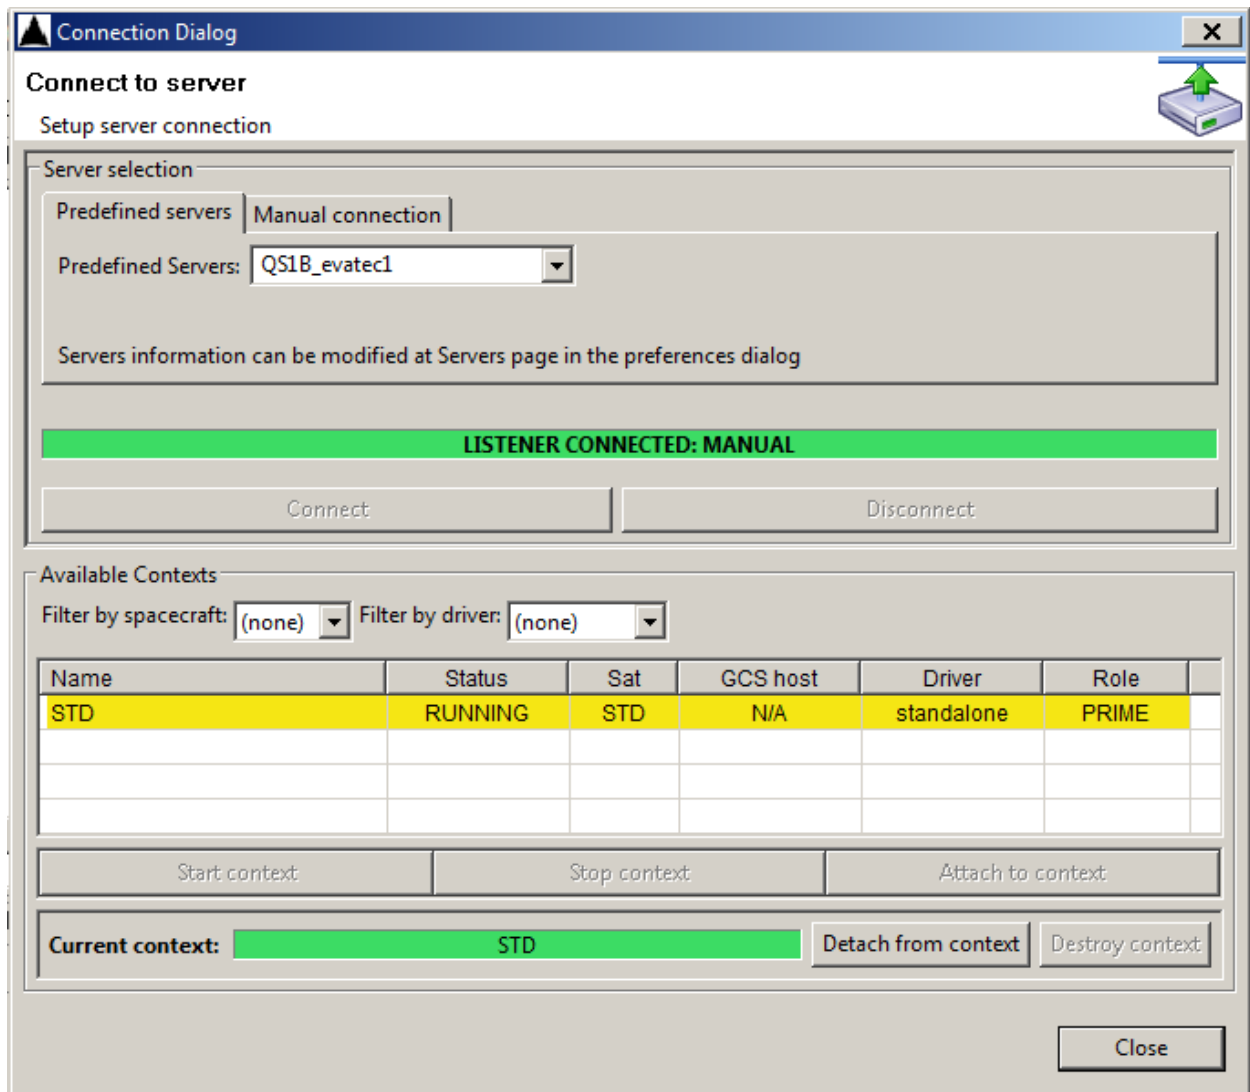 Connection Dialog
Connect to server
Setup server connection
Server selection
Predefined servers Manual connection
Predefined Servers: QS1B_evatec1
Servers information can be modified at Servers page in the preferences dialog
LISTENER CONNECTED: MANUAL
Connect Disconnect
Available Contexts
Filter by spacecraft: (none) Filter by driver: (none)
Name Status Sat GCS host Driver Role
STD RUNNING STD N/A standalone PRIME
Start context Stop context Attach to context
Current context: STD Detach from context Destroy context
Close